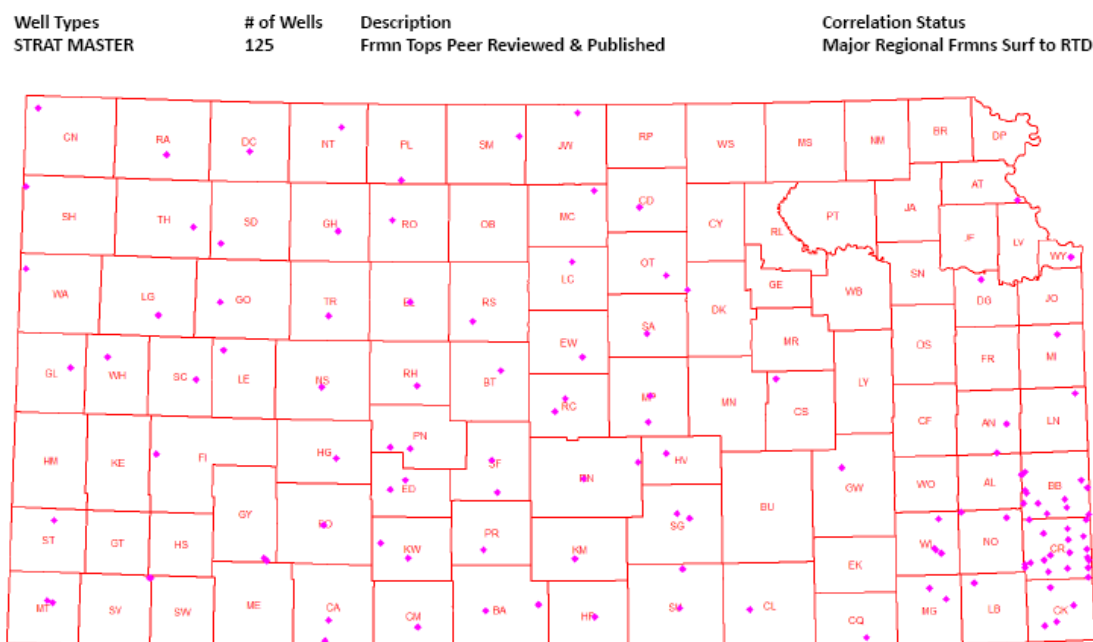 Well Types # of Wells Description Correlation Status
STRAT MASTER 125 Frmn Tops Peer Reviewed & Published Major Regional Frmns Surf to RTD
CN RA DC NT PL SM JW RP WS MS NM BR DP
SH TH SD GH RO OB MC CD CY RL PT JA AT
JF LV WY
WA LG GO TR EL RS LC OT DK GE WB SN DG JO
GL WH SC LE NS RH BT EW SA MR OS FR MI
RC MP MN CS LY CF AN LN
HM KE FI HG PN SF RN HV
GY ED SG BU GW WO AL BB
ST GT HS FO KW PR KM EK WL NO CR
MT SY SW ME CA CM BA HP SM CL CQ MG LB CK